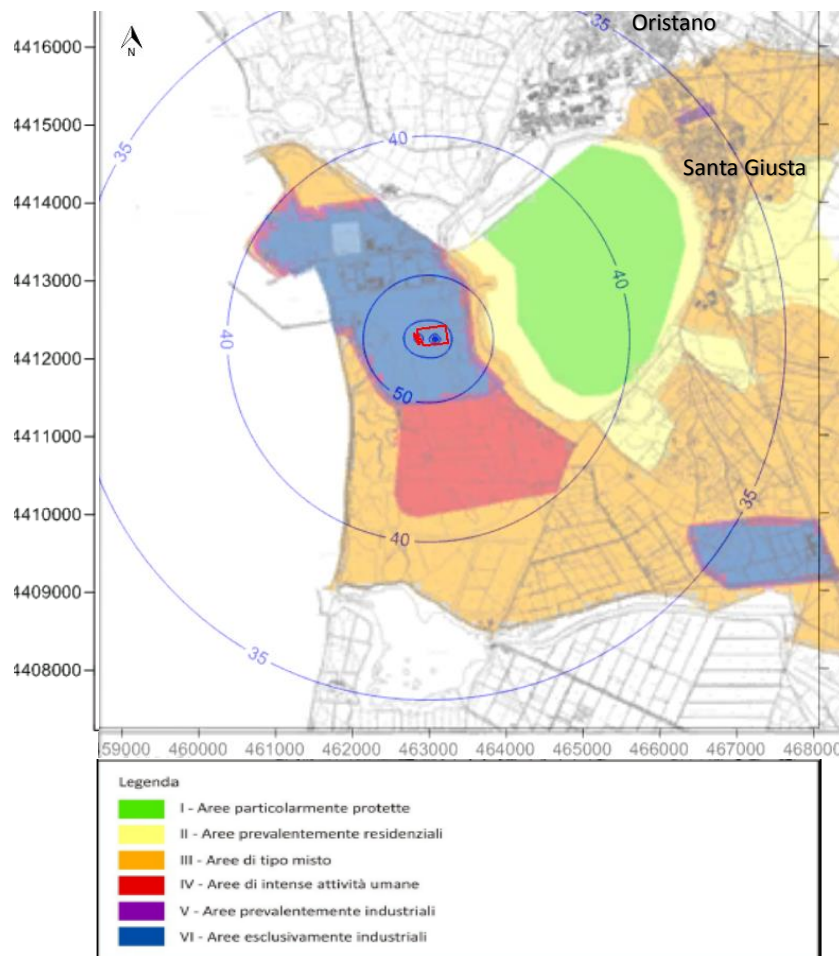 Oristano
N
4416000
35
4415000
40
35
Santa Giusta
4414000
4413000
40
4412000
40
50
4411000
4410000
40
35
4409000
35
4408000
459000 460000 461000 462000 463000 464000 465000 466000 467000 468000
Legenda
I - Aree particolarmente protette
II - Aree prevalentemente residenziali
III - Aree di tipo misto
IV - Aree di intense attività umane
V - Aree prevalentemente industriali
VI - Aree esclusivamente industriali